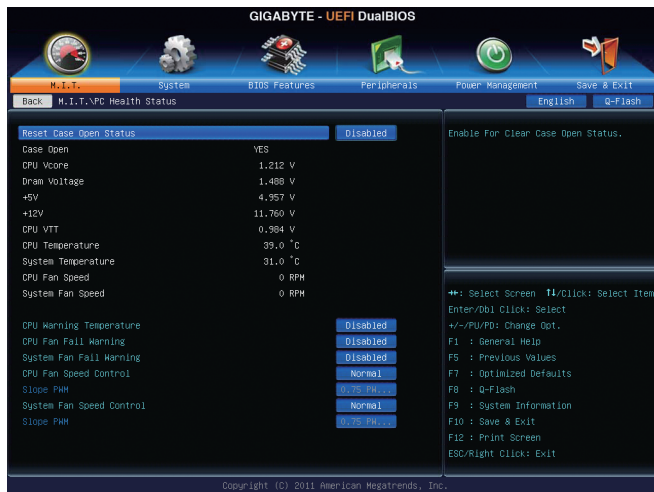 GIGABYTE - UEFI DualBIOS
M.I.T. System BIOS Features Peripherals Power Management Save & Exit
Back M.I.T.\PC Health Status English Q-Flash
Reset Case Open Status Disabled
Enable For Clear Case Open Status.
Case Open YES
CPU Vcore 1.212 V
Dram Voltage 1.488 V
+5V 4.957 V
+12V 11.760 V
CPU VTT 0.984 V
CPU Temperature 39.0 °C
System Temperature 31.0 °C
CPU Fan Speed 0 RPM
System Fan Speed 0 RPM
CPU Warning Temperature Disabled
CPU Fan Fail Warning Disabled
System Fan Fail Warning Disabled
CPU Fan Speed Control Normal
Slope PWM 0.75 PW...
System Fan Speed Control Normal
Slope PWM 0.75 PW...
→←: Select Screen ↑↓/Click: Select Item
Enter/Dbl Click: Select
+/-/PU/PD: Change Opt.
F1 : General Help
F5 : Previous Values
F7 : Optimized Defaults
F8 : Q-Flash
F9 : System Information
F10 : Save & Exit
F12 : Print Screen
ESC/Right Click: Exit
Copyright (C) 2011 American Megatrends, Inc.